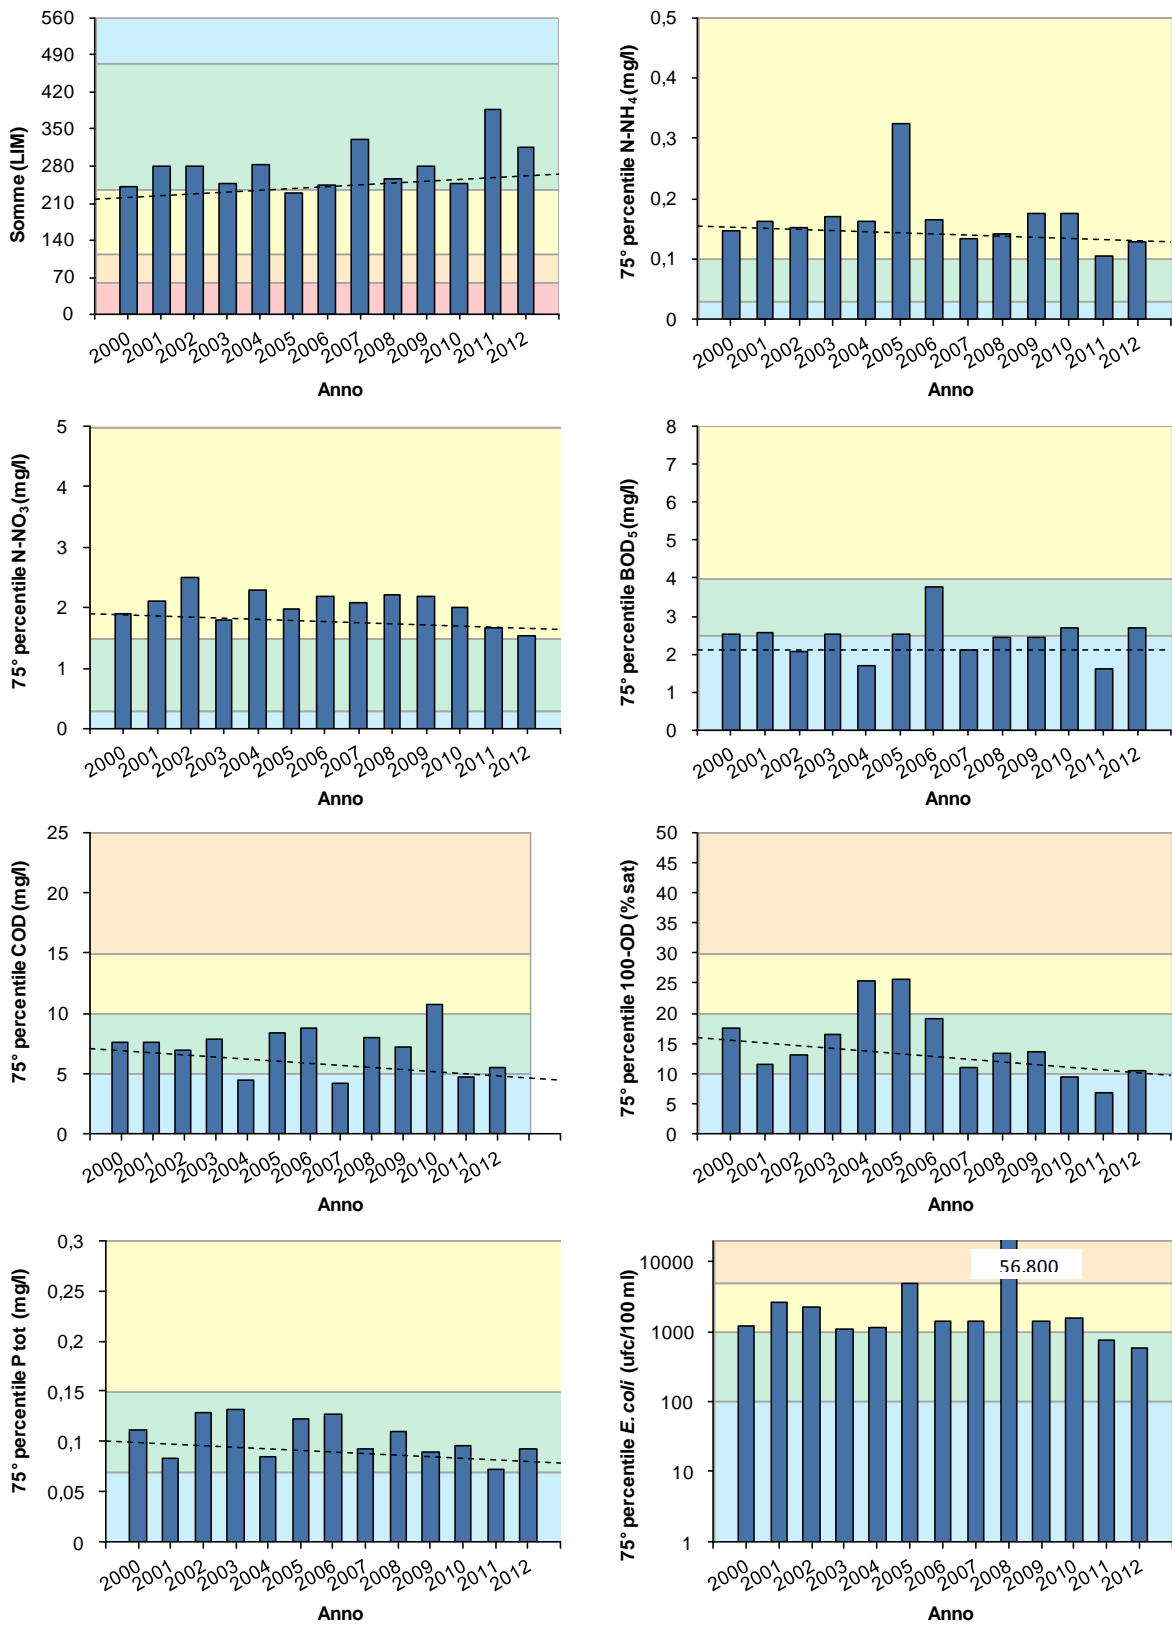 560
490
420
350
280
210
140
70
0
Somme (LIM)
2000 2001 2002 2003 2004 2005 2006 2007 2008 2009 2010 2011 2012
Anno
0,5
0,4
0,3
0,2
0,1
0
75° percentile N-NH₄ (mg/l)
2000 2001 2002 2003 2004 2005 2006 2007 2008 2009 2010 2011 2012
Anno
5
4
3
2
1
0
75° percentile N-NO₃ (mg/l)
2000 2001 2002 2003 2004 2005 2006 2007 2008 2009 2010 2011 2012
Anno
8
7
6
5
4
3
2
1
0
75° percentile BOD₅ (mg/l)
2000 2001 2002 2003 2004 2005 2006 2007 2008 2009 2010 2011 2012
Anno
25
20
15
10
5
0
75° percentile COD (mg/l)
2000 2001 2002 2003 2004 2005 2006 2007 2008 2009 2010 2011 2012
Anno
50
45
40
35
30
25
20
15
10
5
0
75° percentile 100-OD (% sat)
2000 2001 2002 2003 2004 2005 2006 2007 2008 2009 2010 2011 2012
Anno
0,3
0,25
0,2
0,15
0,1
0,05
0
75° percentile P tot (mg/l)
2000 2001 2002 2003 2004 2005 2006 2007 2008 2009 2010 2011 2012
Anno
10000
1000
100
10
1
75° percentile E. coli (ufc/100 ml)
56.800
2000 2001 2002 2003 2004 2005 2006 2007 2008 2009 2010 2011 2012
Anno